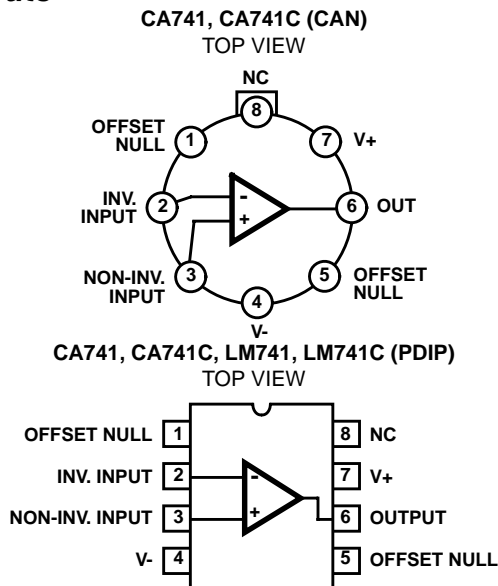 CA741, CA741C (CAN)
TOP VIEW
NC
8
OFFSET
NULL
1
7
V+
INV.
INPUT
2
-
+
6
OUT
NON-INV.
INPUT
3
5
OFFSET
NULL
4
V-
CA741, CA741C, LM741, LM741C (PDIP)
TOP VIEW
OFFSET NULL 1
8 NC
INV. INPUT 2
-
7 V+
NON-INV. INPUT 3
+
6 OUTPUT
V- 4
5 OFFSET NULL